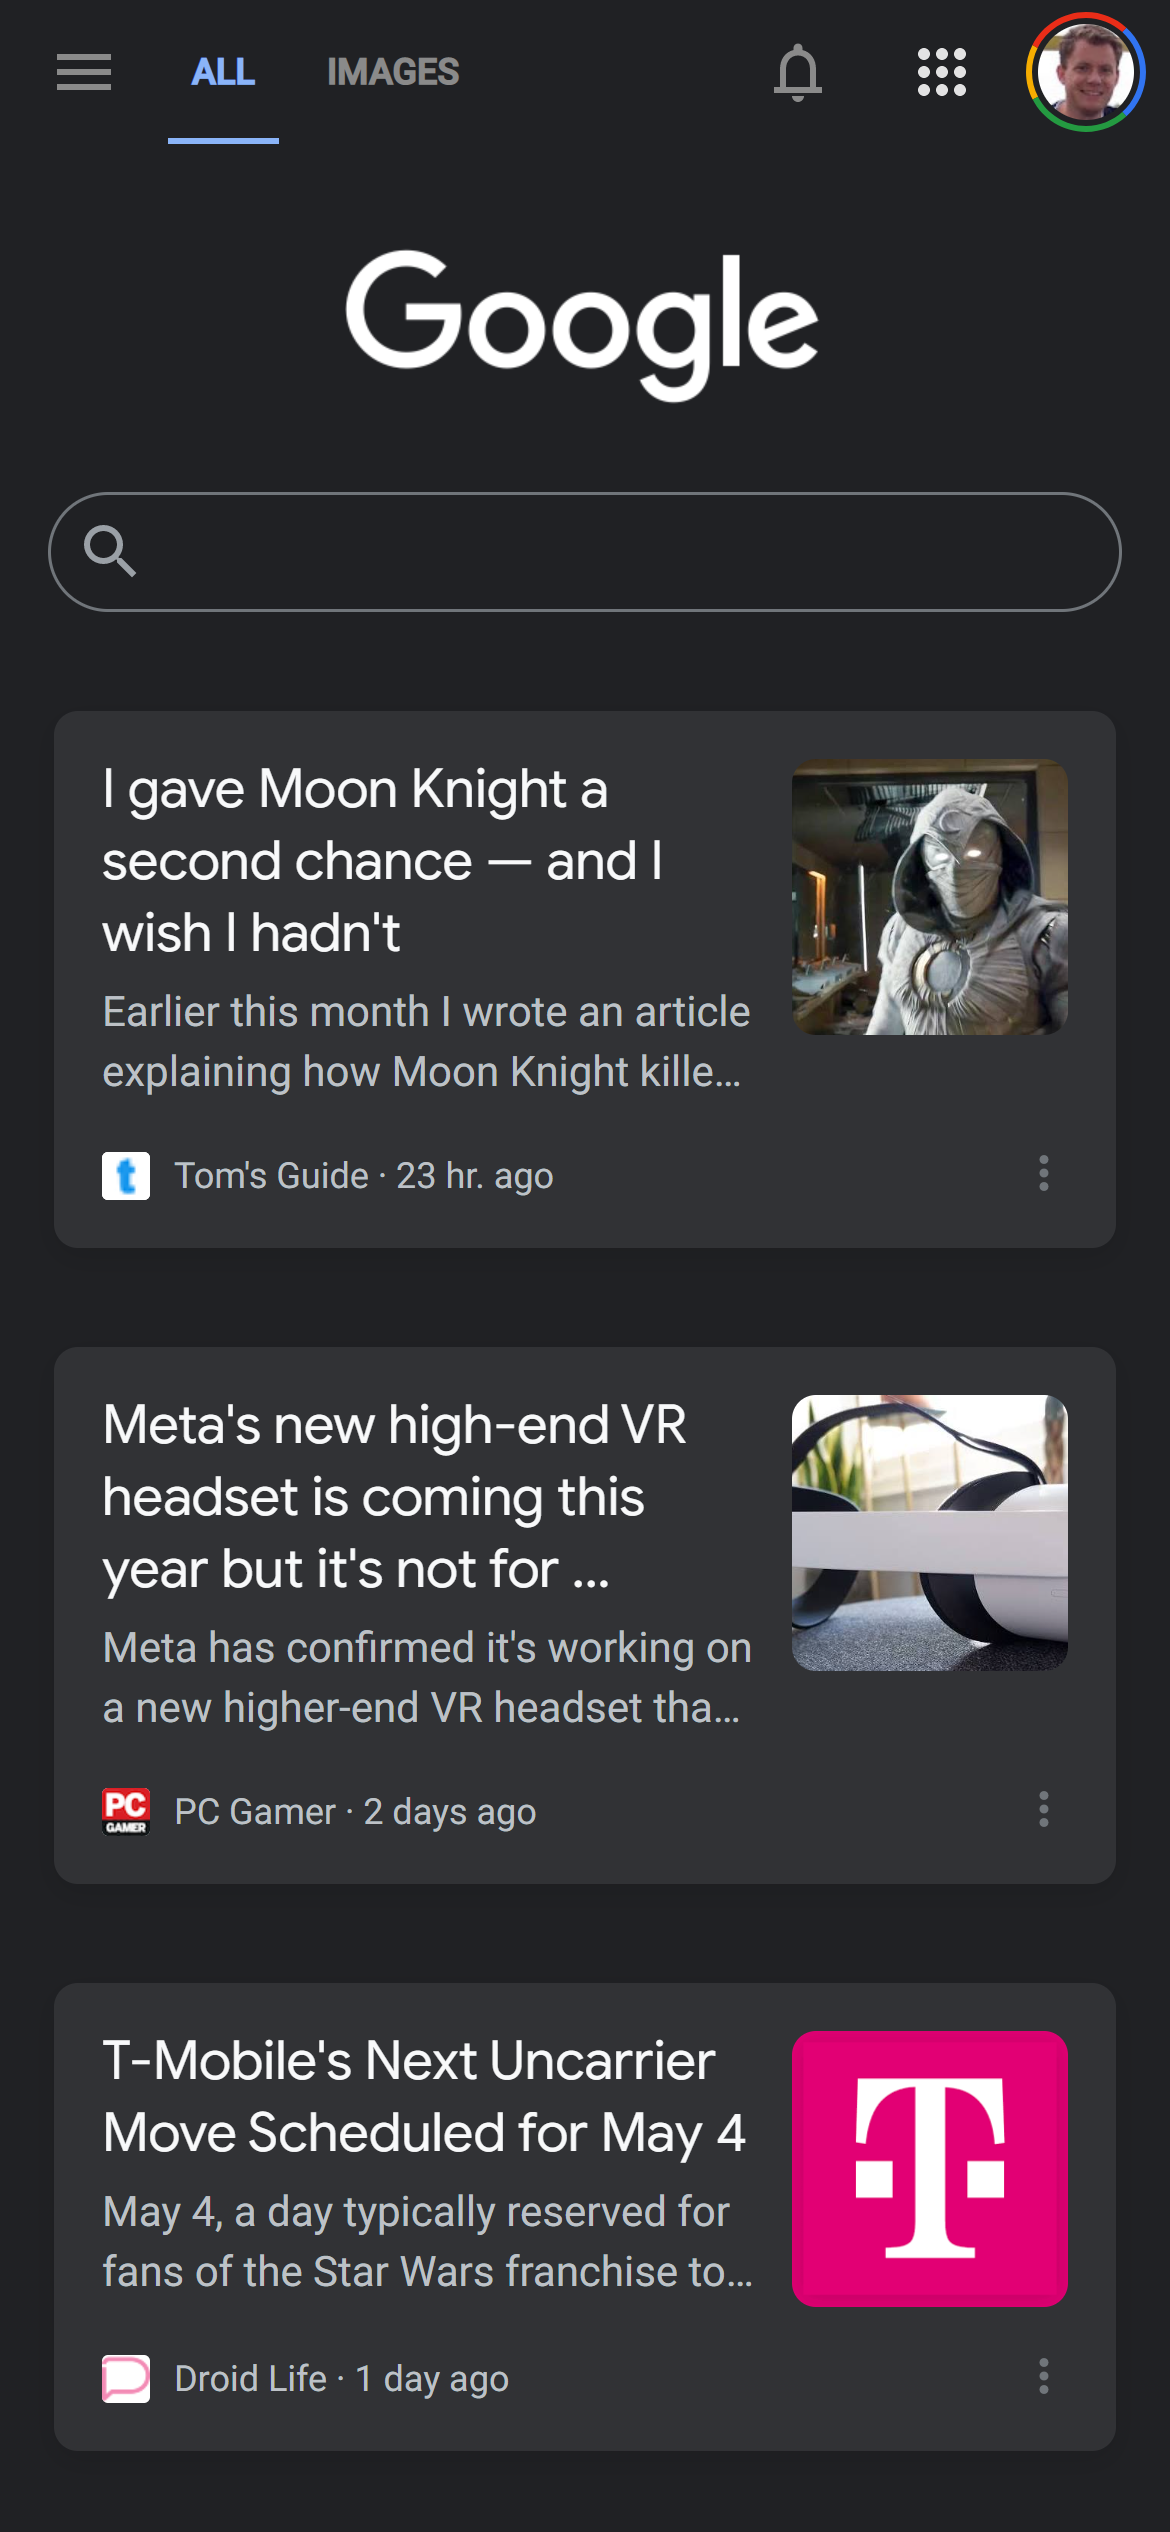 ALL IMAGES
Google
I gave Moon Knight a
second chance — and I
wish I hadn't
Earlier this month I wrote an article
explaining how Moon Knight kille...
Tom's Guide · 23 hr. ago
Meta's new high-end VR
headset is coming this
year but it's not for ...
Meta has confirmed it's working on
a new higher-end VR headset tha...
PC GAMER
PC Gamer · 2 days ago
T-Mobile's Next Uncarrier
Move Scheduled for May 4
May 4, a day typically reserved for
fans of the Star Wars franchise to...
T
Droid Life · 1 day ago